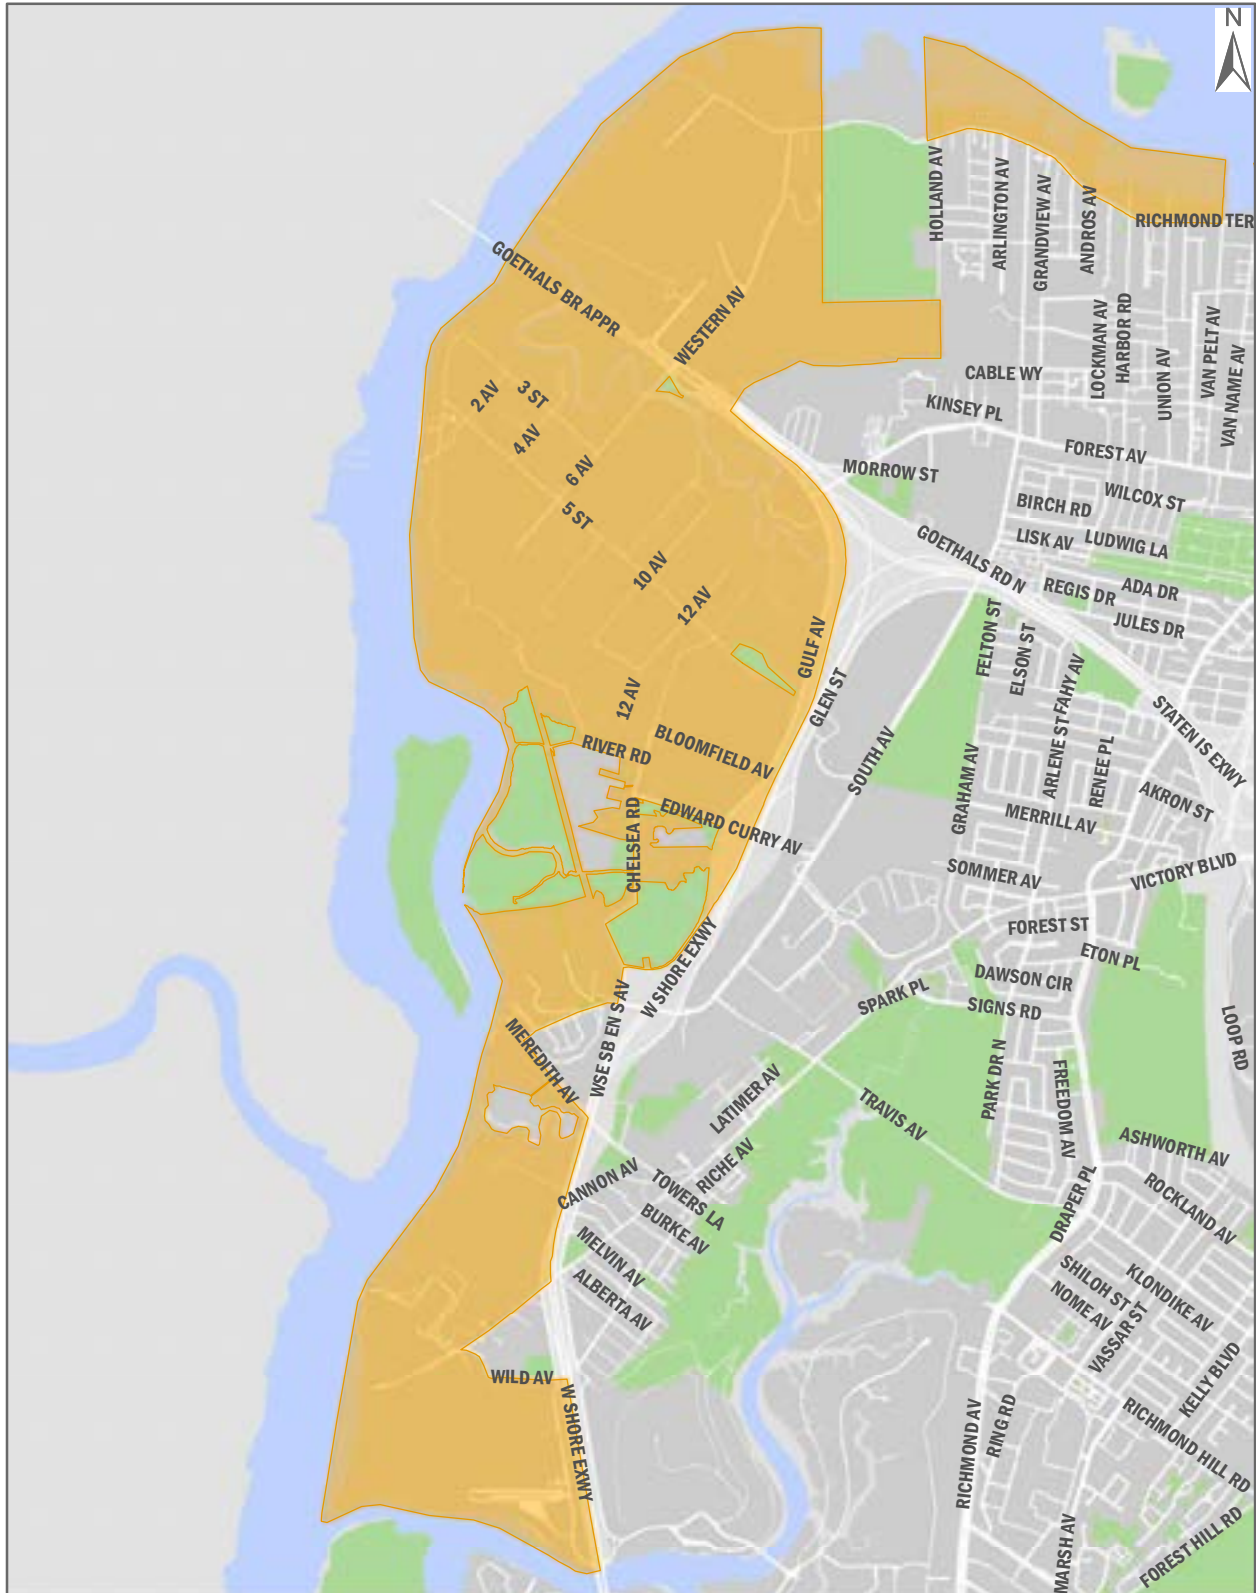 N
HOLLAND AV
ARLINGTON AV
GRANDVIEW AV
ANDROS AV
RICHMOND TER
GOETHALS BR APPR
WESTERN AV
LOCKMAN AV
HARBOR RD
UNION AV
VAN PELT AV
VAN NAME AV
2 AV
3 ST
4 AV
6 AV
5 ST
CABLE WY
KINSEY PL
FOREST AV
MORROW ST
WILCOX ST
BIRCH RD
LISK AV
LUDWIG LA
GOETHALS RD N
REGIS DR
ADA DR
JULES DR
10 AV
12 AV
GULF AV
GLEN ST
FELTON ST
ELSON ST
FAHY AV
ARLENE ST
RENEE PL
STATEN IS EXWY
12 AV
RIVER RD
BLOOMFIELD AV
SOUTH AV
GRAHAM AV
AKRON ST
MERRILL AV
CHELSEA RD
EDWARD CURRY AV
SOMMER AV
VICTORY BLVD
FOREST ST
ETON PL
W SHORE EXWY
DAWSON CIR
SPARK PL
SIGNS RD
WSE SB EN S AV
MEREDITH AV
LATIMER AV
TRAVIS AV
PARK DR N
FREEDOM AV
LOOP RD
ASHWORTH AV
RICHE AV
CANNON AV
TOWERS LA
BURKE AV
DRAPER PL
ROCKLAND AV
MELVIN AV
ALBERTA AV
SHILOH ST
KLONDIKE AV
NOME AV
VASSAR ST
WILD AV
W SHORE EXWY
KELLY BLVD
RICHMOND AV
RING RD
RICHMOND HILL RD
MARSH AV
FOREST HILL RD